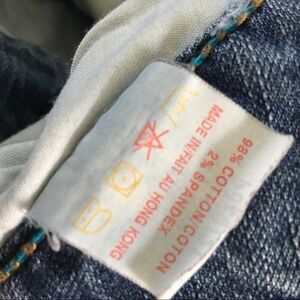 MADE IN/FAIT AU HONG KONG
98% COTTON/COTON
2% SPANDEX